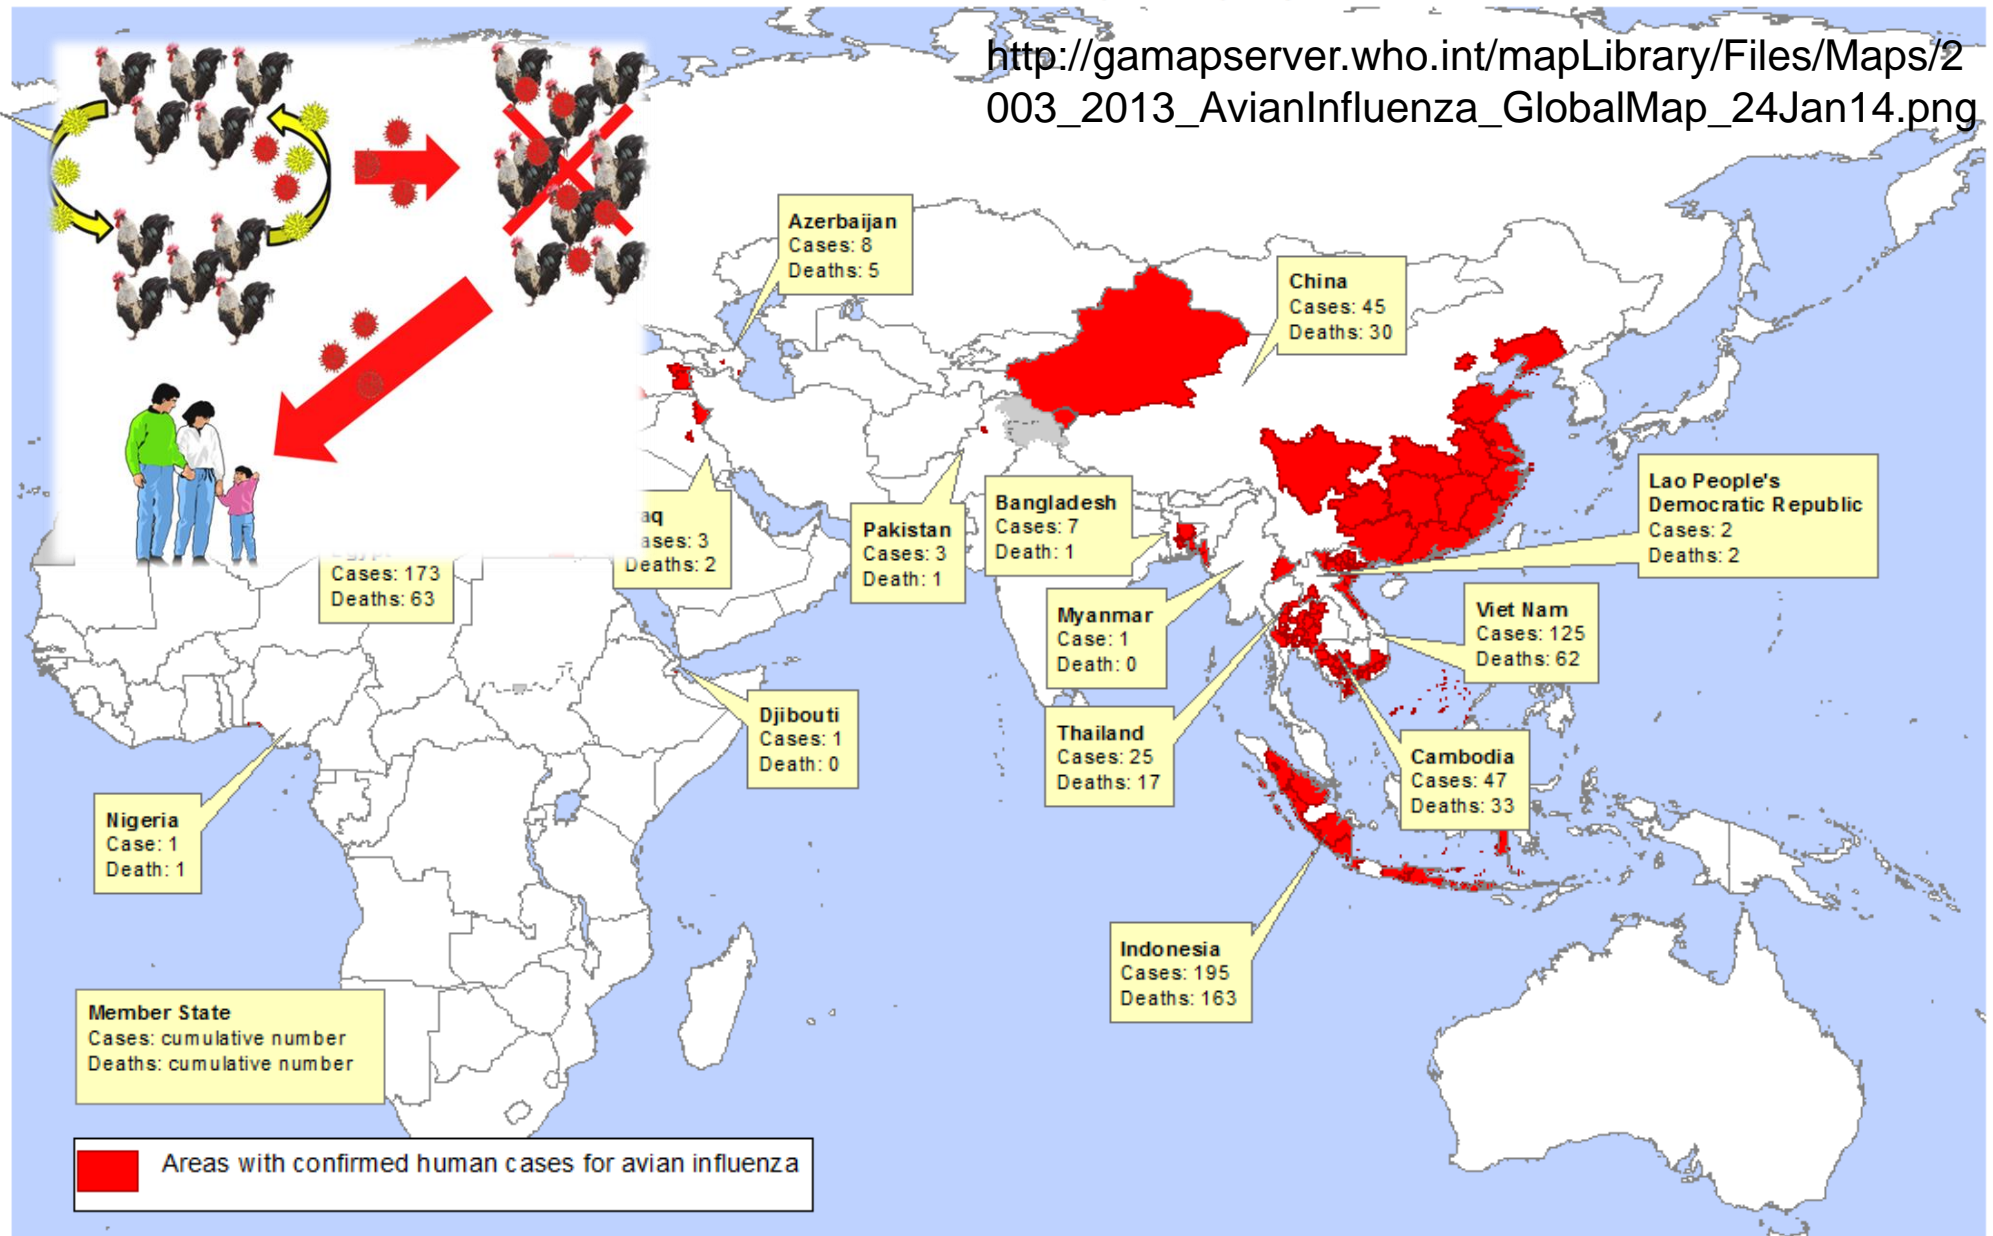 http://gamapserver.who.int/mapLibrary/Files/Maps/2
003_2013_AvianInfluenza_GlobalMap_24Jan14.png
Azerbaijan
Cases: 8
Deaths: 5
China
Cases: 45
Deaths: 30
Lao People's
Democratic Republic
Cases: 2
Deaths: 2
Bangladesh
Cases: 7
Death: 1
Pakistan
Cases: 3
Death: 1
aq
ases: 3
Deaths: 2
Cases: 173
Deaths: 63
Myanmar
Case: 1
Death: 0
Viet Nam
Cases: 125
Deaths: 62
Djibouti
Cases: 1
Death: 0
Thailand
Cases: 25
Deaths: 17
Cambodia
Cases: 47
Deaths: 33
Nigeria
Case: 1
Death: 1
Indonesia
Cases: 195
Deaths: 163
Member State
Cases: cumulative number
Deaths: cumulative number
Areas with confirmed human cases for avian influenza